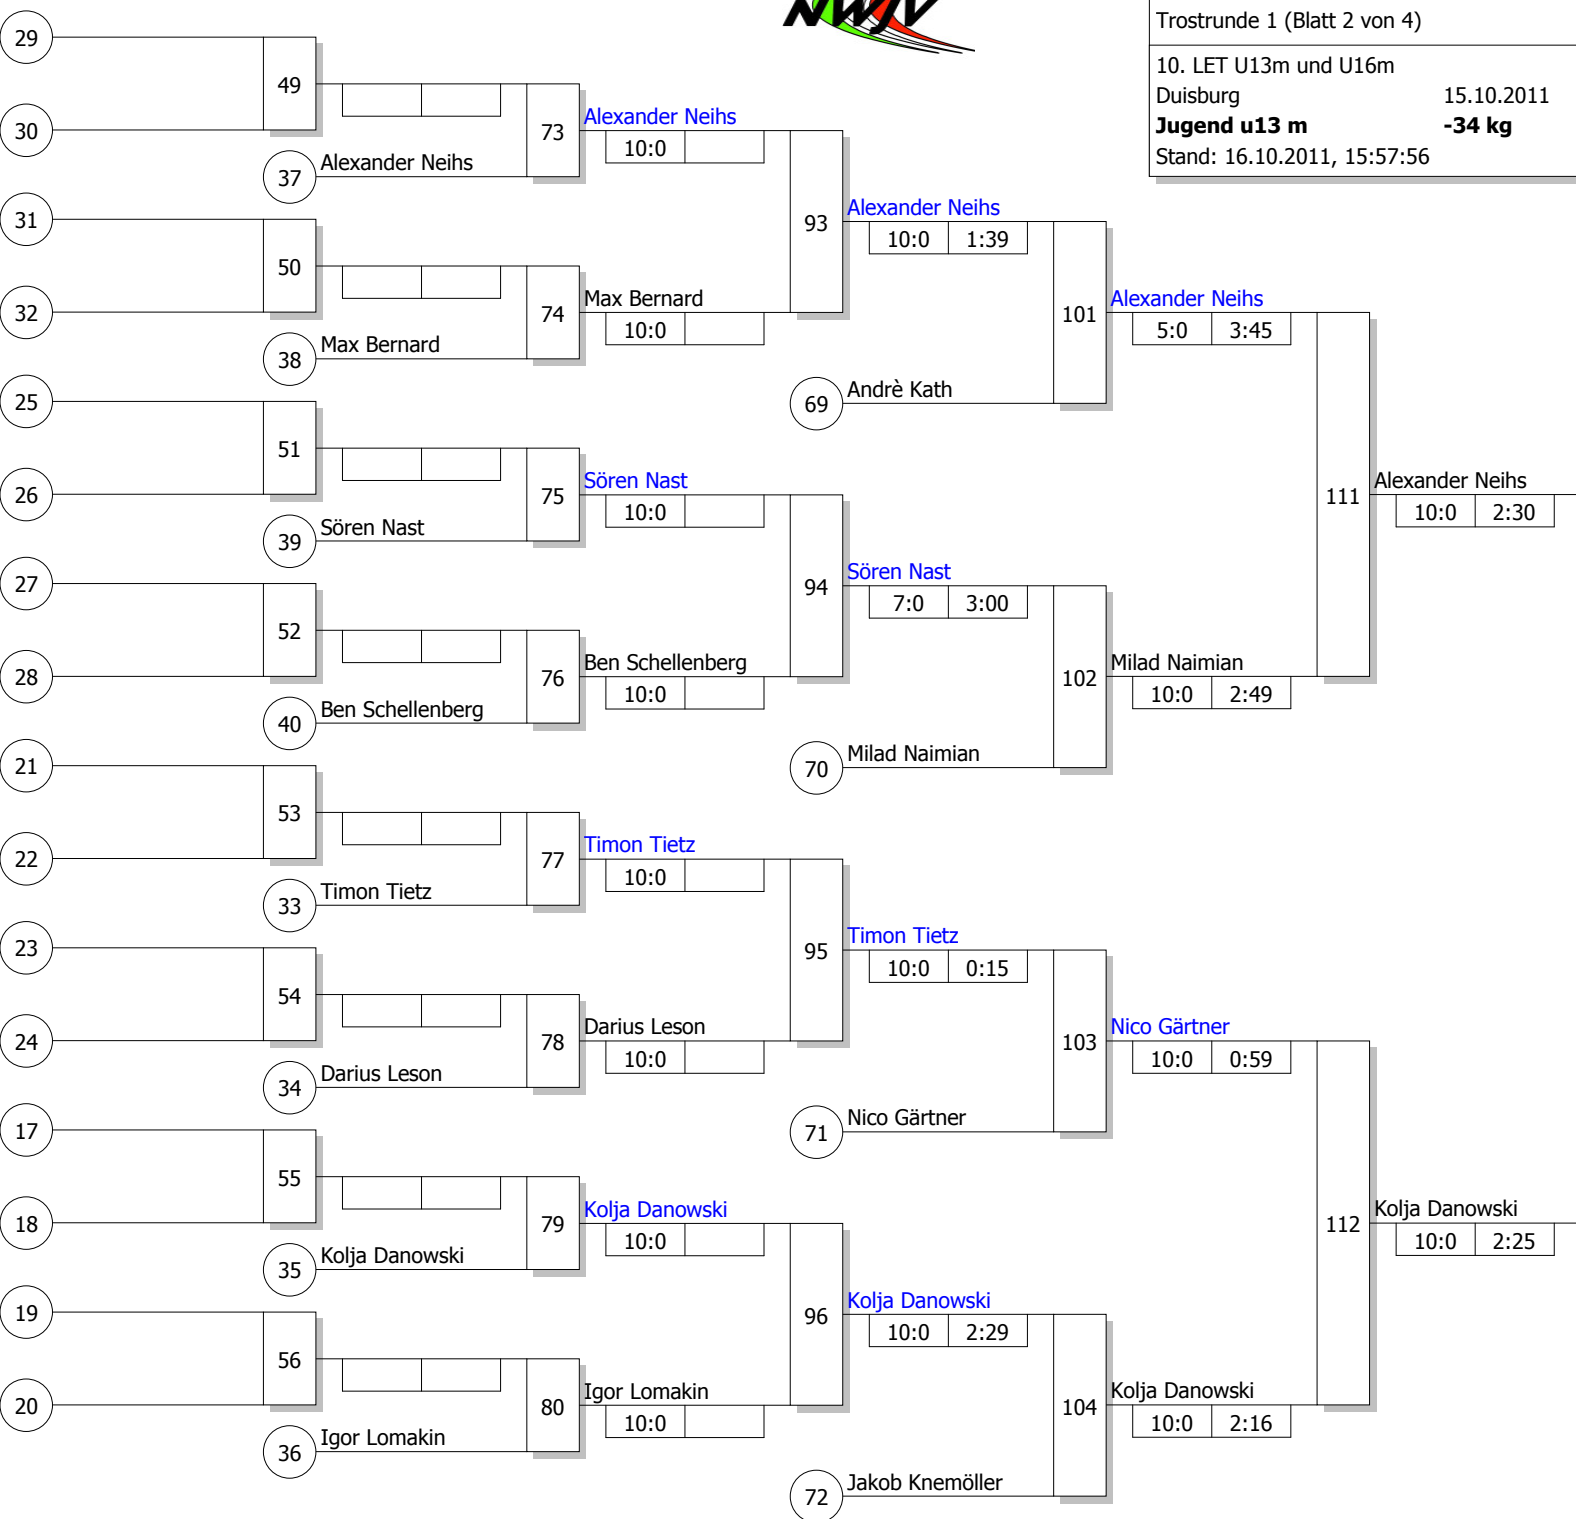 NWJV
Trostrunde 1 (Blatt 2 von 4)
10. LET U13m und U16m
Duisburg 15.10.2011
Jugend u13 m -34 kg
Stand: 16.10.2011, 15:57:56
29
49
30
73
Alexander Neihs
10:0
37 Alexander Neihs
31
50
32
74
Max Bernard
10:0
38 Max Bernard
93
Alexander Neihs
10:0 1:39
69 Andrè Kath
101
Alexander Neihs
5:0 3:45
25
51
26
75
Sören Nast
10:0
39 Sören Nast
27
52
28
76
Ben Schellenberg
10:0
40 Ben Schellenberg
94
Sören Nast
7:0 3:00
70 Milad Naimian
102
Milad Naimian
10:0 2:49
111
Alexander Neihs
10:0 2:30
21
53
22
77
Timon Tietz
10:0
33 Timon Tietz
23
54
24
78
Darius Leson
10:0
34 Darius Leson
95
Timon Tietz
10:0 0:15
71 Nico Gärtner
103
Nico Gärtner
10:0 0:59
17
55
18
79
Kolja Danowski
10:0
35 Kolja Danowski
19
56
20
80
Igor Lomakin
10:0
36 Igor Lomakin
96
Kolja Danowski
10:0 2:29
72 Jakob Knemöller
104
Kolja Danowski
10:0 2:16
112
Kolja Danowski
10:0 2:25